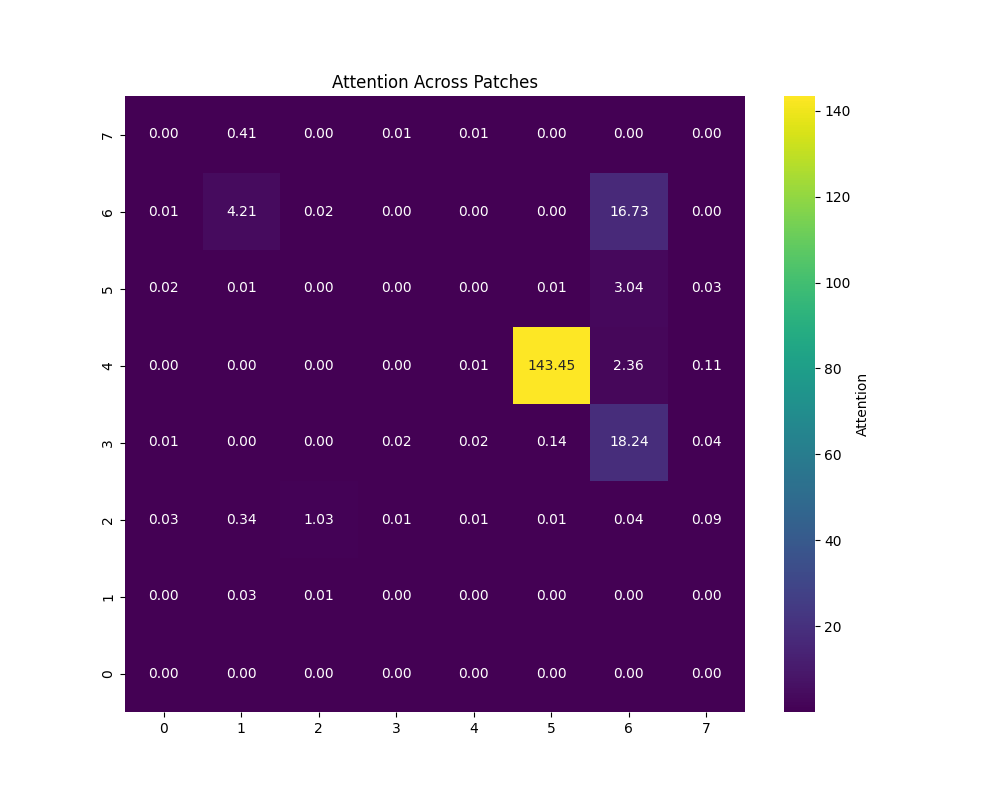 Attention Across Patches
7 0.00 0.41 0.00 0.01 0.01 0.00 0.00 0.00
6 0.01 4.21 0.02 0.00 0.00 0.00 16.73 0.00
5 0.02 0.01 0.00 0.00 0.00 0.01 3.04 0.03
4 0.00 0.00 0.00 0.00 0.01 143.45 2.36 0.11
3 0.01 0.00 0.00 0.02 0.02 0.14 18.24 0.04
2 0.03 0.34 1.03 0.01 0.01 0.01 0.04 0.09
1 0.00 0.03 0.01 0.00 0.00 0.00 0.00 0.00
0 0.00 0.00 0.00 0.00 0.00 0.00 0.00 0.00
0 1 2 3 4 5 6 7
140
120
100
80
60
40
20
Attention